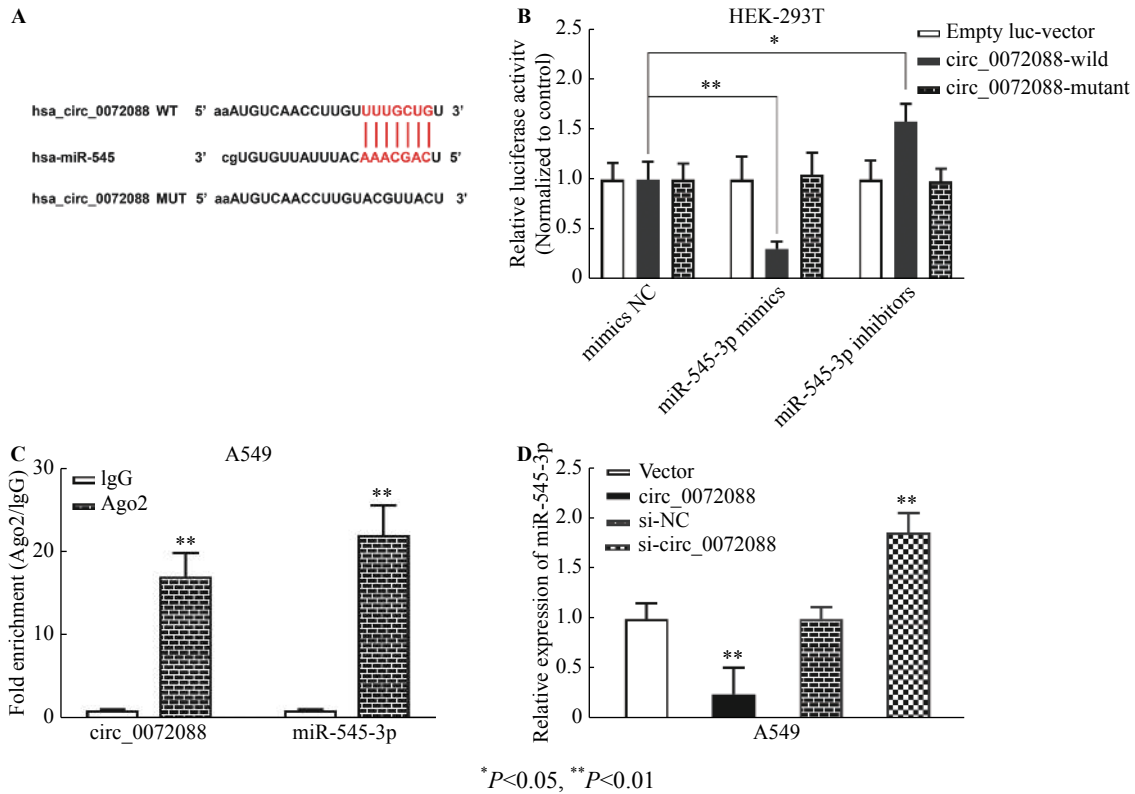 A
hsa_circ_0072088 WT 5' aaAUGUCAACCUUGUUUUGCUGU 3'
hsa-miR-545 3' cgUGUGUUAUUUACAAACGACU 5'
hsa_circ_0072088 MUT 5' aaAUGUCAACCUUGUACGUUACU 3'
B
HEK-293T
Empty luc-vector
circ_0072088-wild
circ_0072088-mutant
Relative luciferase activity
(Normalized to control)
2.5
2.0
1.5
1.0
0.5
0
*
**
mimics NC
miR-545-3p mimics
miR-545-3p inhibitors
C
A549
IgG
Ago2
Fold enrichment (Ago2/IgG)
30
20
10
0
**
**
circ_0072088
miR-545-3p
D
Vector
circ_0072088
si-NC
si-circ_0072088
Relative expression of miR-545-3p
2.5
2.0
1.5
1.0
0.5
0
**
**
A549
*P<0.05, **P<0.01